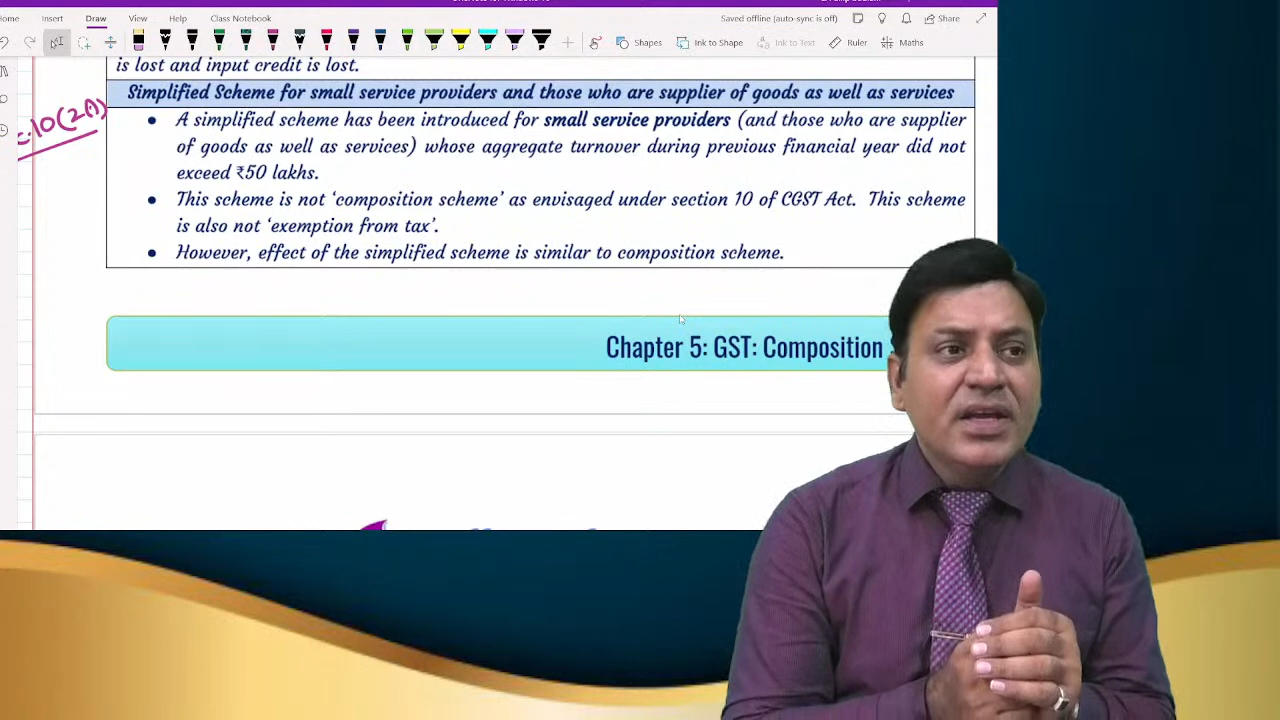 Home Insert Draw View Help Class Notebook Saved offline (auto-sync is off) Share
Shapes Ink to Shape Ink to Text Ruler Maths
is lost and input credit is lost.
Simplified Scheme for small service providers and those who are supplier of goods as well as services
10(2A)
• A simplified scheme has been introduced for small service providers (and those who are supplier
of goods as well as services) whose aggregate turnover during previous financial year did not
exceed ₹50 lakhs.
• This scheme is not ‘composition scheme’ as envisaged under section 10 of CGST Act. This scheme
is also not ‘exemption from tax’.
• However, effect of the simplified scheme is similar to composition scheme.
Chapter 5: GST: Composition